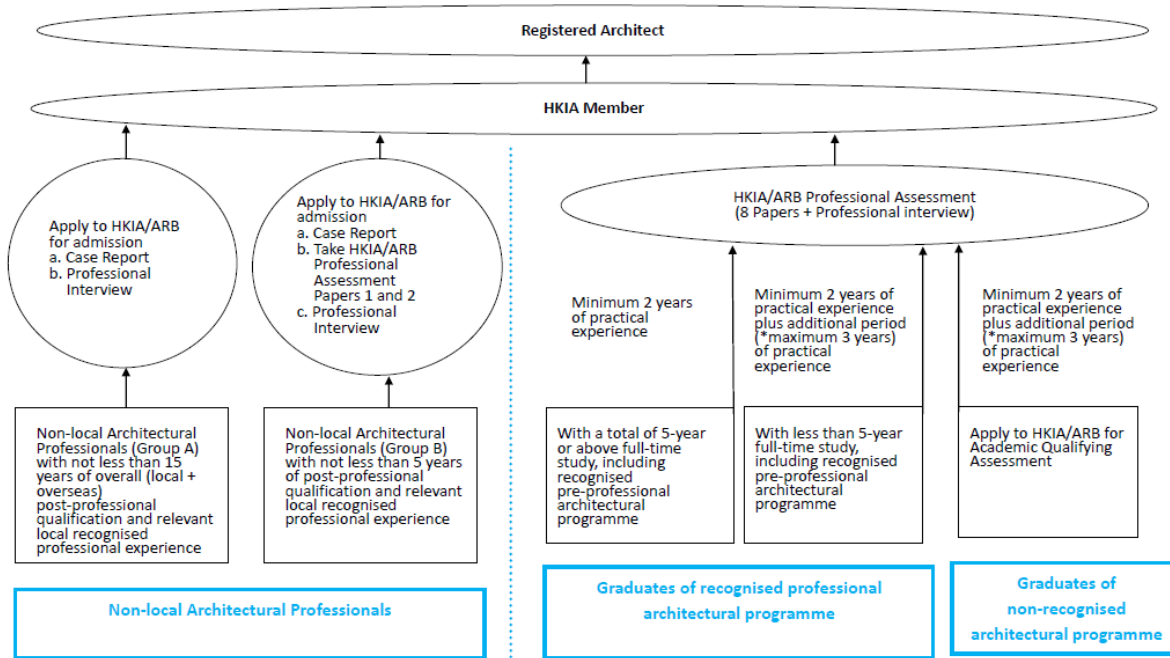 Registered Architect
HKIA Member
Apply to HKIA/ARB
for admission
a. Case Report
b. Professional
Interview
Apply to HKIA/ARB for
admission
a. Case Report
b. Take HKIA/ARB
Professional
Assessment
Papers 1 and 2
c. Professional
Interview
HKIA/ARB Professional Assessment
(8 Papers + Professional interview)
Minimum 2 years
of practical
experience
Minimum 2 years of
practical experience
plus additional period
(*maximum 3 years)
of practical
experience
Minimum 2 years of
practical experience
plus additional period
(*maximum 3 years)
of practical
experience
Non-local Architectural
Professionals (Group A)
with not less than 15
years of overall (local +
overseas)
post-professional
qualification and relevant
local recognised
professional experience
Non-local Architectural
Professionals (Group B)
with not less than 5 years
of post-professional
qualification and relevant
local recognised
professional experience
With a total of 5-year
or above full-time
study, including
recognised
pre-professional
architectural
programme
With less than 5-year
full-time study,
including recognised
pre-professional
architectural
programme
Apply to HKIA/ARB for
Academic Qualifying
Assessment
Non-local Architectural Professionals
Graduates of recognised professional
architectural programme
Graduates of
non-recognised
architectural programme